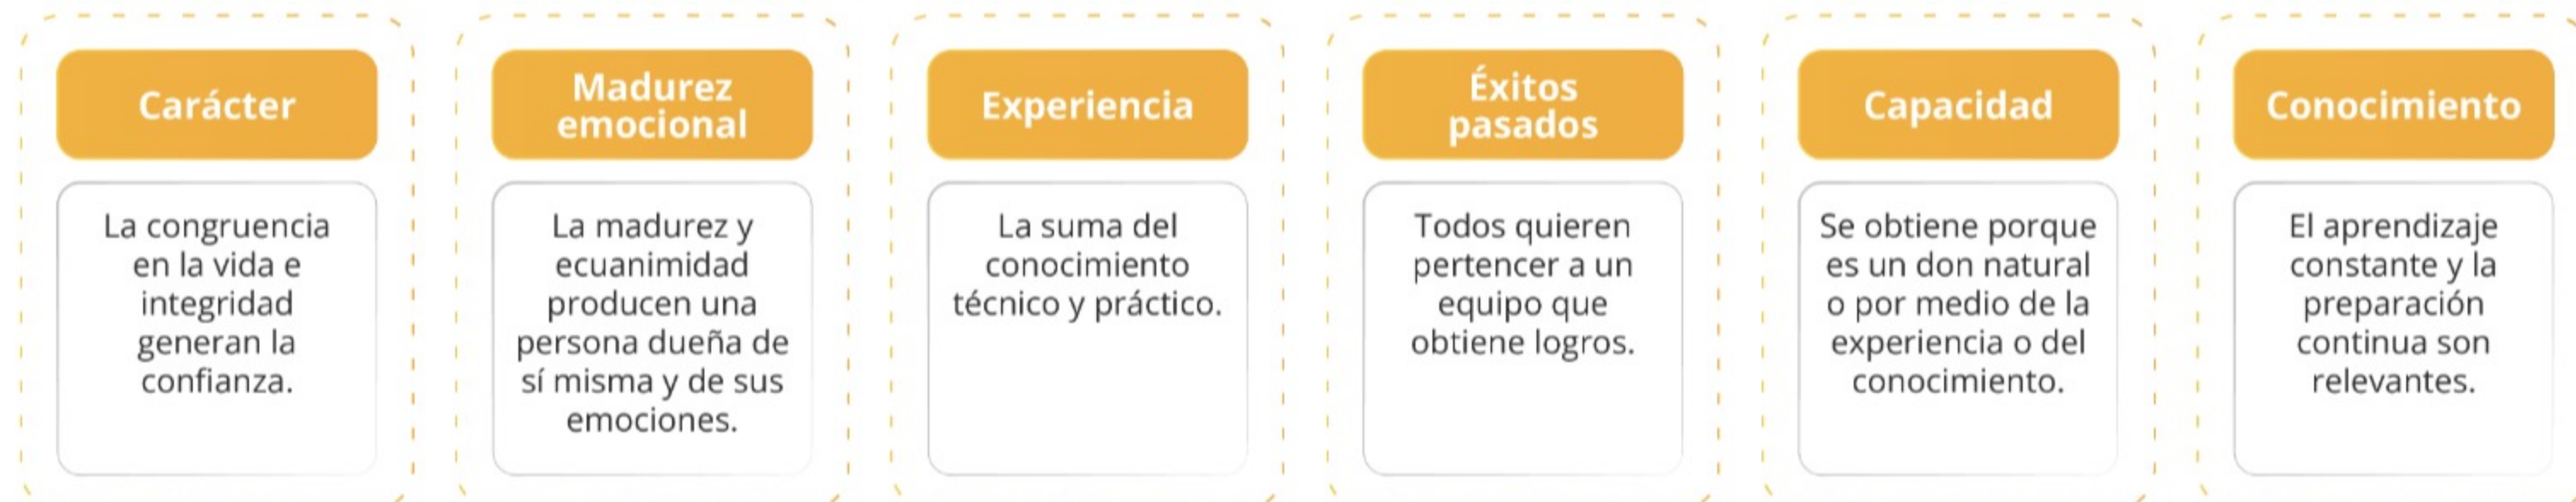 Carácter
La congruencia
en la vida e
integridad
generan la
confianza.
Madurez
emocional
La madurez y
ecuanimidad
producen una
persona dueña de
sí misma y de sus
emociones.
Experiencia
La suma del
conocimiento
técnico y práctico.
Éxitos
pasados
Todos quieren
pertencer a un
equipo que
obtiene logros.
Capacidad
Se obtiene porque
es un don natural
o por medio de la
experiencia o del
conocimiento.
Conocimiento
El aprendizaje
constante y la
preparación
continua son
relevantes.